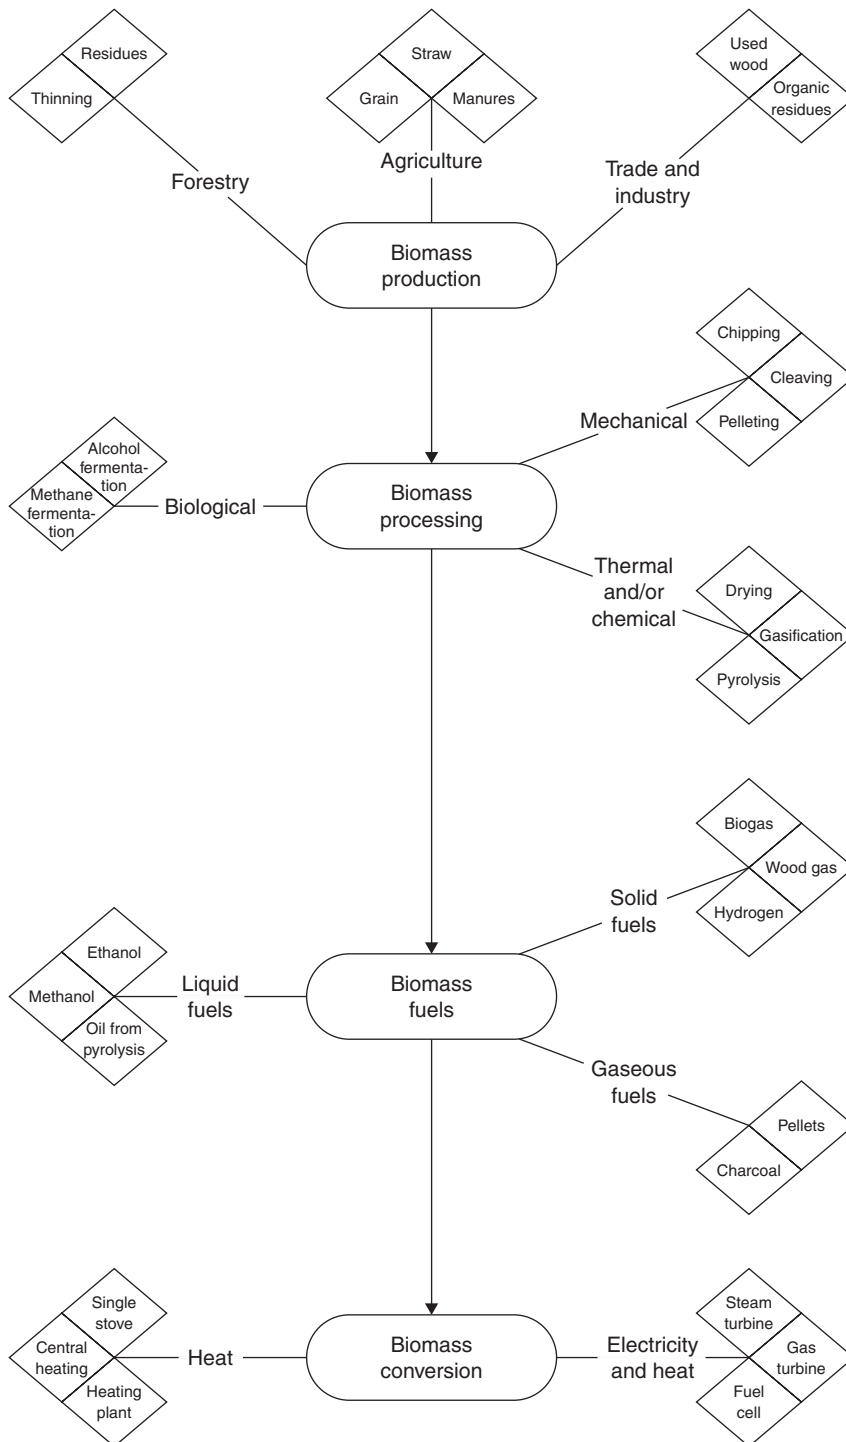 Residues
Thinning
Straw
Grain
Manures
Used
wood
Organic
residues
Forestry
Agriculture
Trade and
industry
Biomass
production
Chipping
Cleaving
Pelleting
Mechanical
Alcohol
fermenta-
tion
Methane
fermenta-
tion
Biological
Biomass
processing
Thermal
and/or
chemical
Drying
Gasification
Pyrolysis
Biogas
Wood gas
Hydrogen
Solid
fuels
Ethanol
Methanol
Oil from
pyrolysis
Liquid
fuels
Biomass
fuels
Gaseous
fuels
Pellets
Charcoal
Single
stove
Central
heating
Heating
plant
Heat
Biomass
conversion
Electricity
and heat
Steam
turbine
Gas
turbine
Fuel
cell